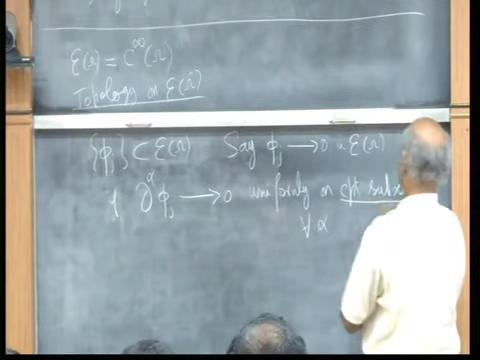 ℰ(Ω) = C^∞(Ω)
Topology on ℰ(Ω)
{φ_j} ⊂ ℰ(Ω) Say φ_j → 0 in ℰ(Ω)
if ∂^α φ_j → 0 uniformly on cpt subs
∀ α